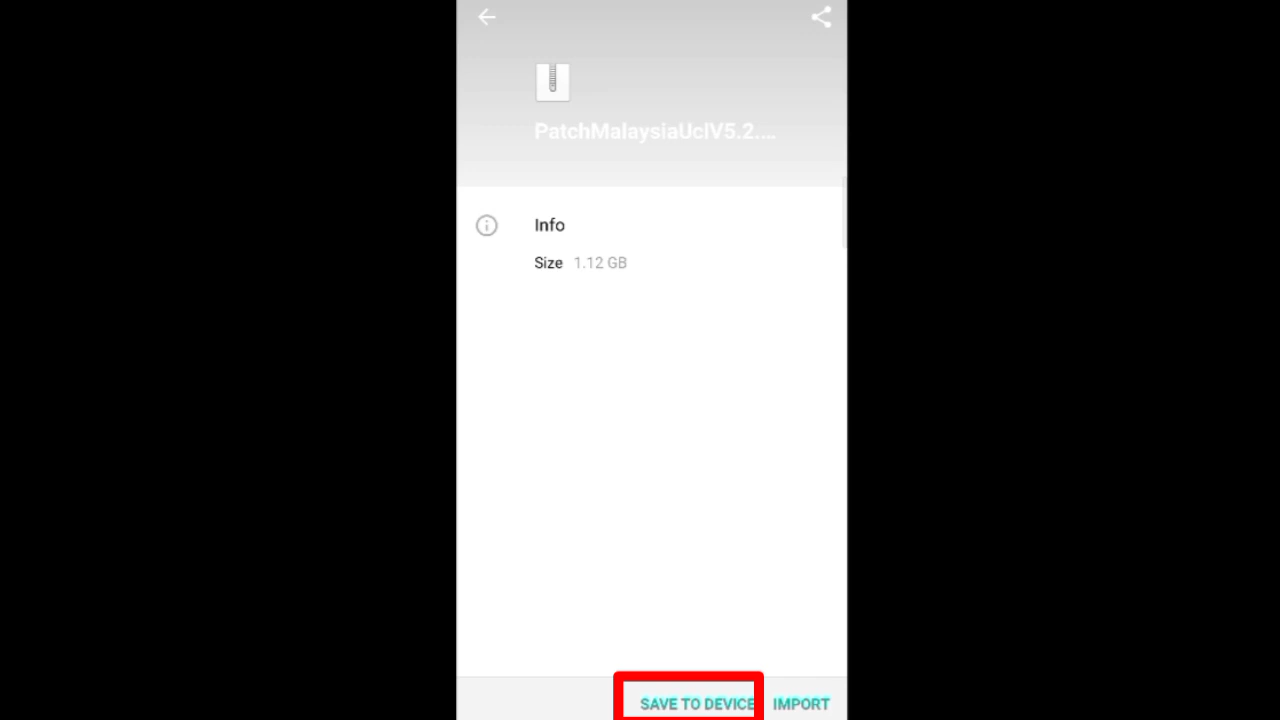 PatchMalaysiaUclV5.2....
Info
Size 1.12 GB
SAVE TO DEVICE IMPORT